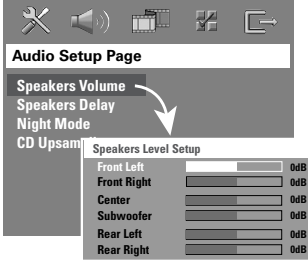 Audio Setup Page
Speakers Volume
Speakers Delay
Night Mode
CD Upsam
Speakers Level Setup
Front Left 0dB
Front Right 0dB
Center 0dB
Subwoofer 0dB
Rear Left 0dB
Rear Right 0dB